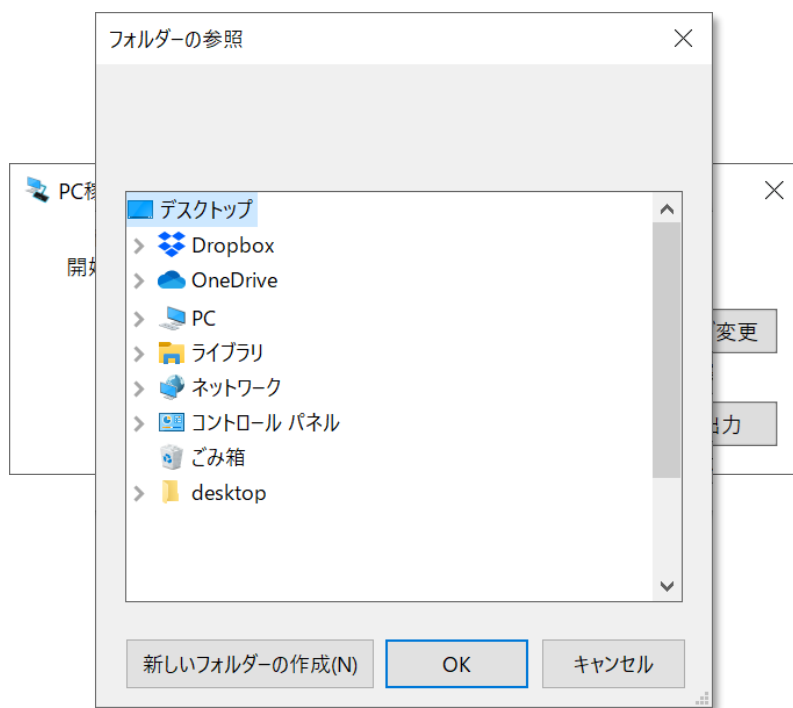 フォルダーの参照
PC稼
デスクトップ
Dropbox
開始
OneDrive
PC
変更
ライブラリ
ネットワーク
コントロール パネル
出力
ごみ箱
desktop
新しいフォルダーの作成(N)
OK
キャンセル